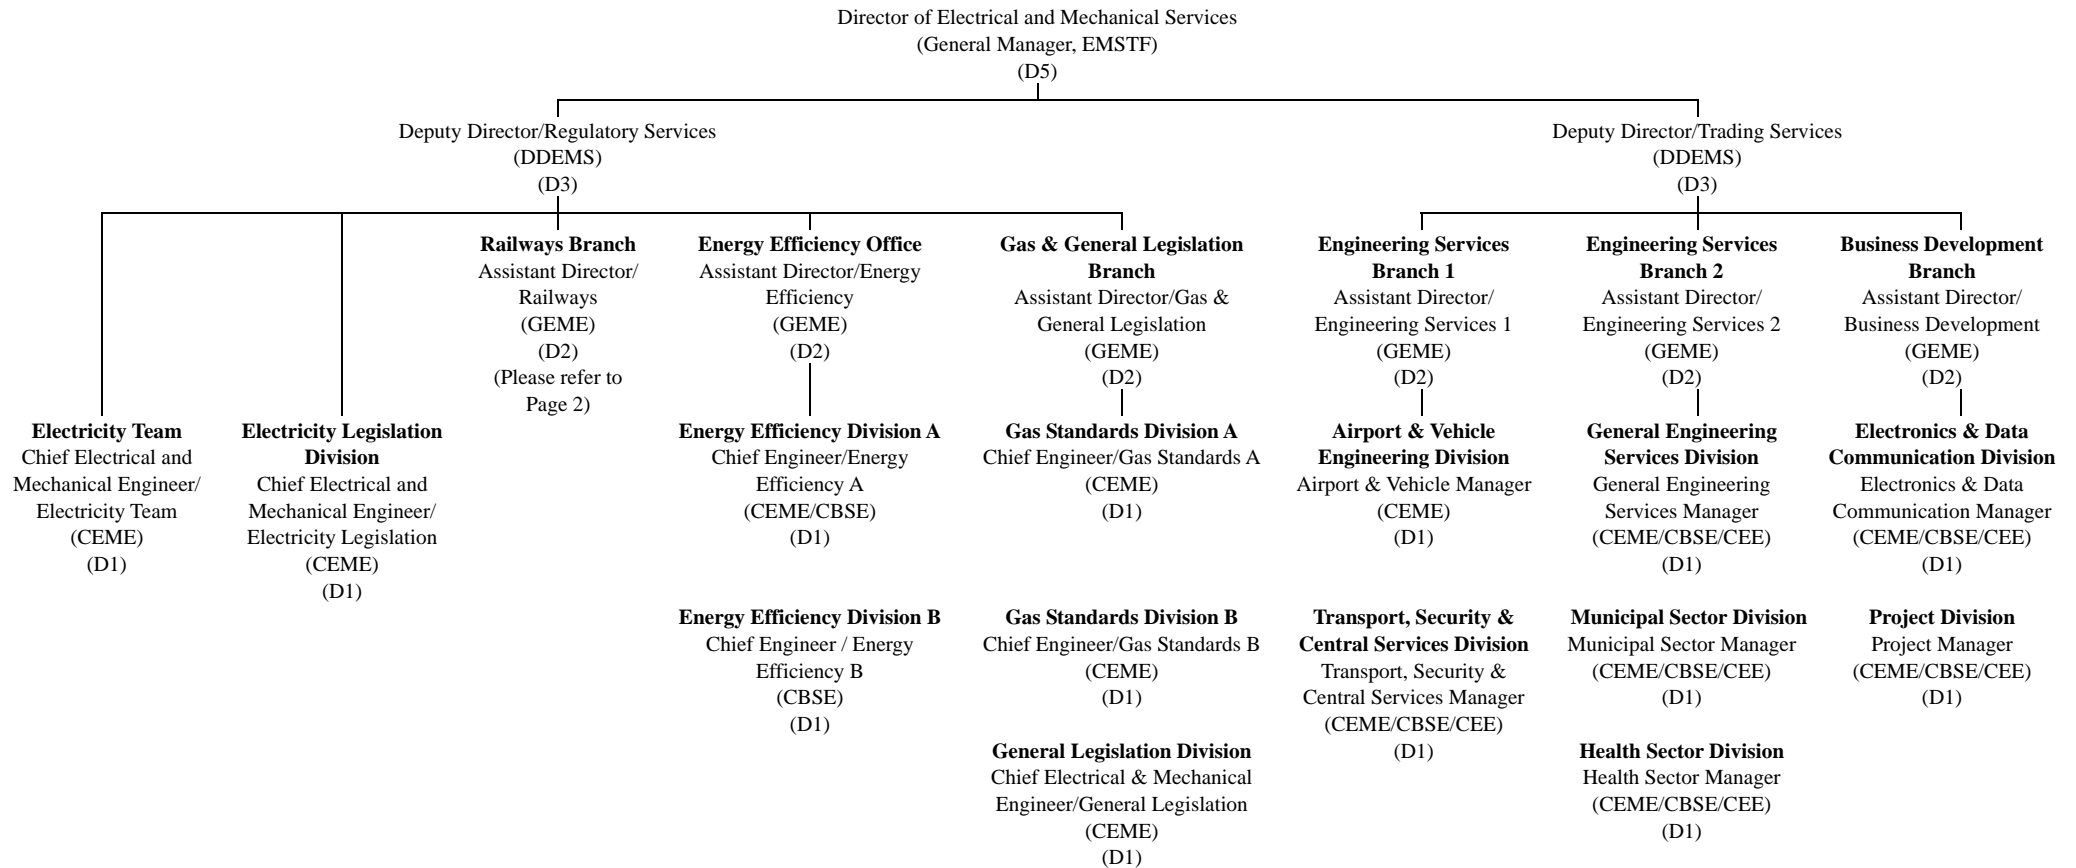 Director of Electrical and Mechanical Services
(General Manager, EMSTF)
(D5)
Deputy Director/Regulatory Services
(DDEMS)
(D3)
Deputy Director/Trading Services
(DDEMS)
(D3)
Electricity Team
Chief Electrical and
Mechanical Engineer/
Electricity Team
(CEME)
(D1)
Electricity Legislation
Division
Chief Electrical and
Mechanical Engineer/
Electricity Legislation
(CEME)
(D1)
Railways Branch
Assistant Director/
Railways
(GEME)
(D2)
(Please refer to
Page 2)
Energy Efficiency Office
Assistant Director/Energy
Efficiency
(GEME)
(D2)
Energy Efficiency Division A
Chief Engineer/Energy
Efficiency A
(CEME/CBSE)
(D1)
Energy Efficiency Division B
Chief Engineer / Energy
Efficiency B
(CBSE)
(D1)
Gas & General Legislation
Branch
Assistant Director/Gas &
General Legislation
(GEME)
(D2)
Gas Standards Division A
Chief Engineer/Gas Standards A
(CEME)
(D1)
Gas Standards Division B
Chief Engineer/Gas Standards B
(CEME)
(D1)
General Legislation Division
Chief Electrical & Mechanical
Engineer/General Legislation
(CEME)
(D1)
Engineering Services
Branch 1
Assistant Director/
Engineering Services 1
(GEME)
(D2)
Airport & Vehicle
Engineering Division
Airport & Vehicle Manager
(CEME)
(D1)
Transport, Security &
Central Services Division
Transport, Security &
Central Services Manager
(CEME/CBSE/CEE)
(D1)
Engineering Services
Branch 2
Assistant Director/
Engineering Services 2
(GEME)
(D2)
General Engineering
Services Division
General Engineering
Services Manager
(CEME/CBSE/CEE)
(D1)
Municipal Sector Division
Municipal Sector Manager
(CEME/CBSE/CEE)
(D1)
Health Sector Division
Health Sector Manager
(CEME/CBSE/CEE)
(D1)
Business Development
Branch
Assistant Director/
Business Development
(GEME)
(D2)
Electronics & Data
Communication Division
Electronics & Data
Communication Manager
(CEME/CBSE/CEE)
(D1)
Project Division
Project Manager
(CEME/CBSE/CEE)
(D1)